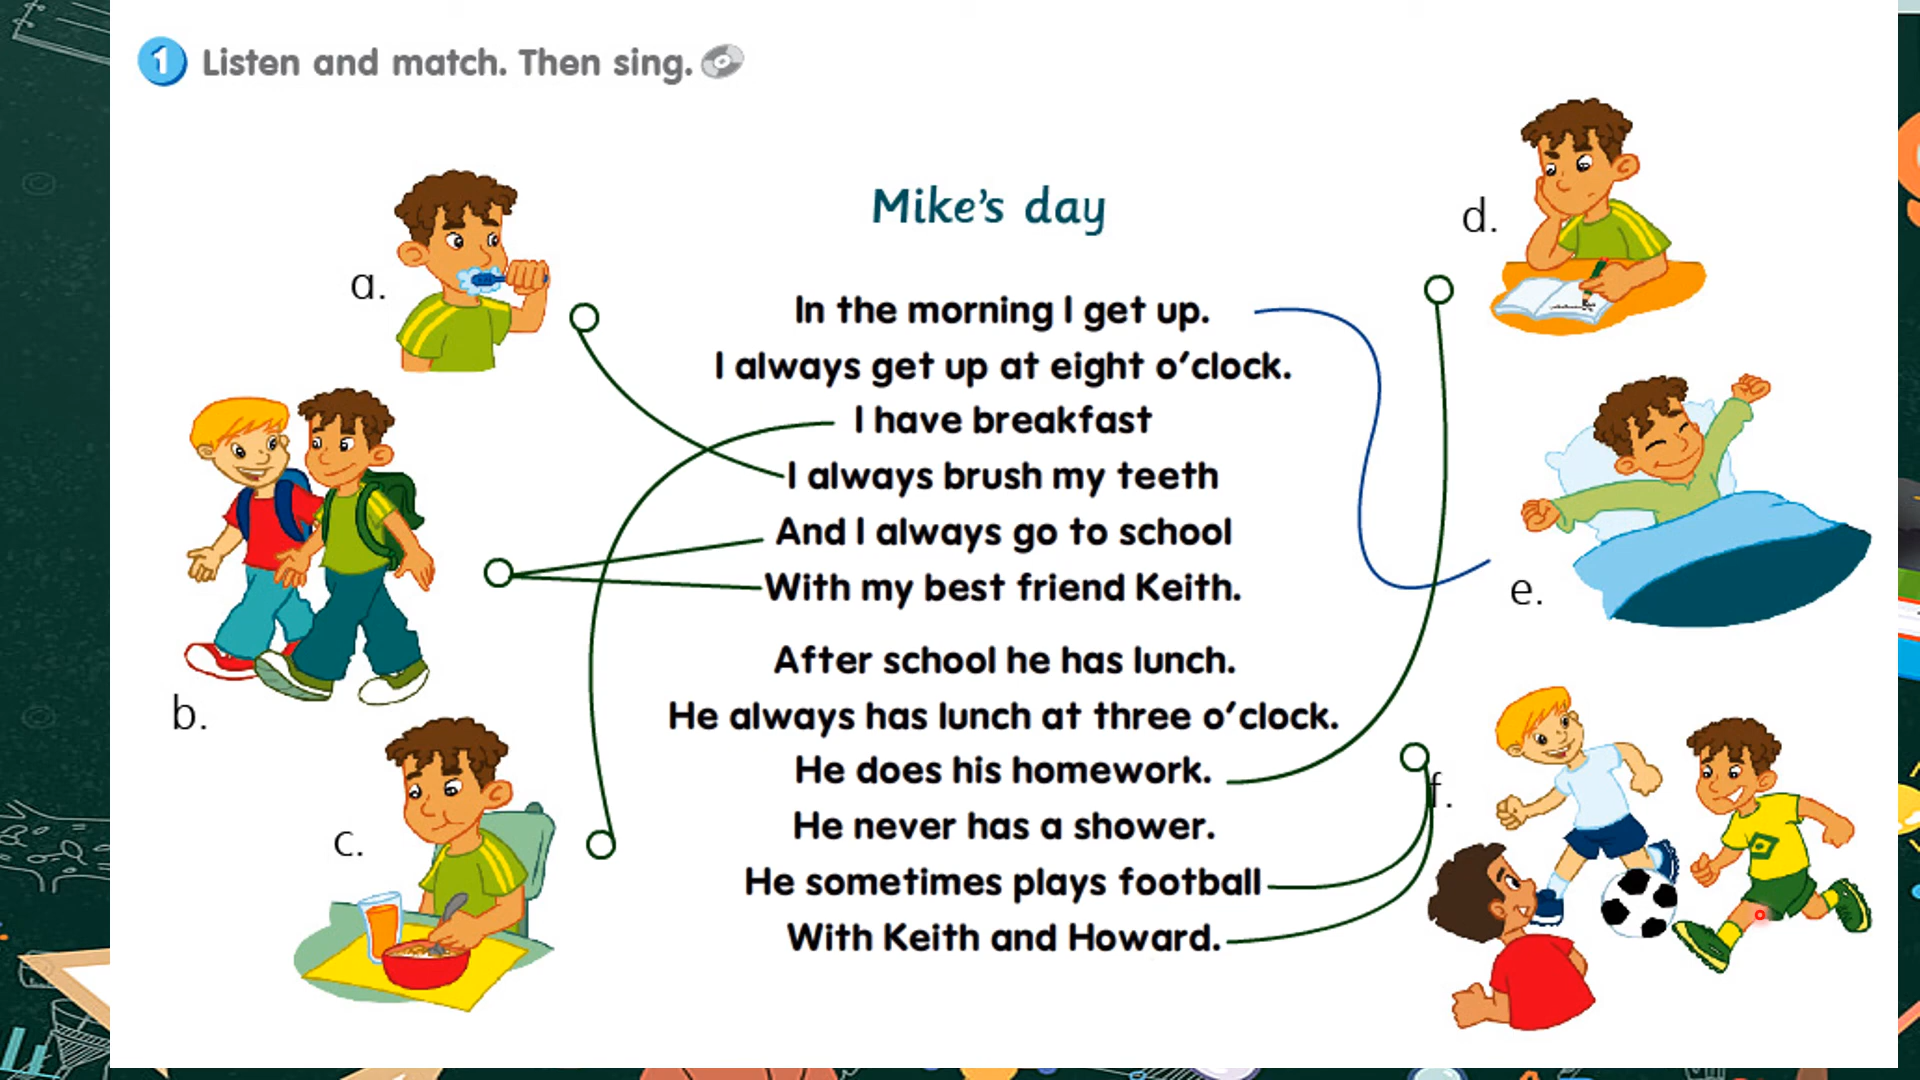 1 Listen and match. Then sing.
Mike's day
a.
b.
c.
In the morning I get up.
I always get up at eight o'clock.
I have breakfast
I always brush my teeth
And I always go to school
With my best friend Keith.
After school he has lunch.
He always has lunch at three o'clock.
He does his homework.
He never has a shower.
He sometimes plays football
With Keith and Howard.
d.
e.
f.